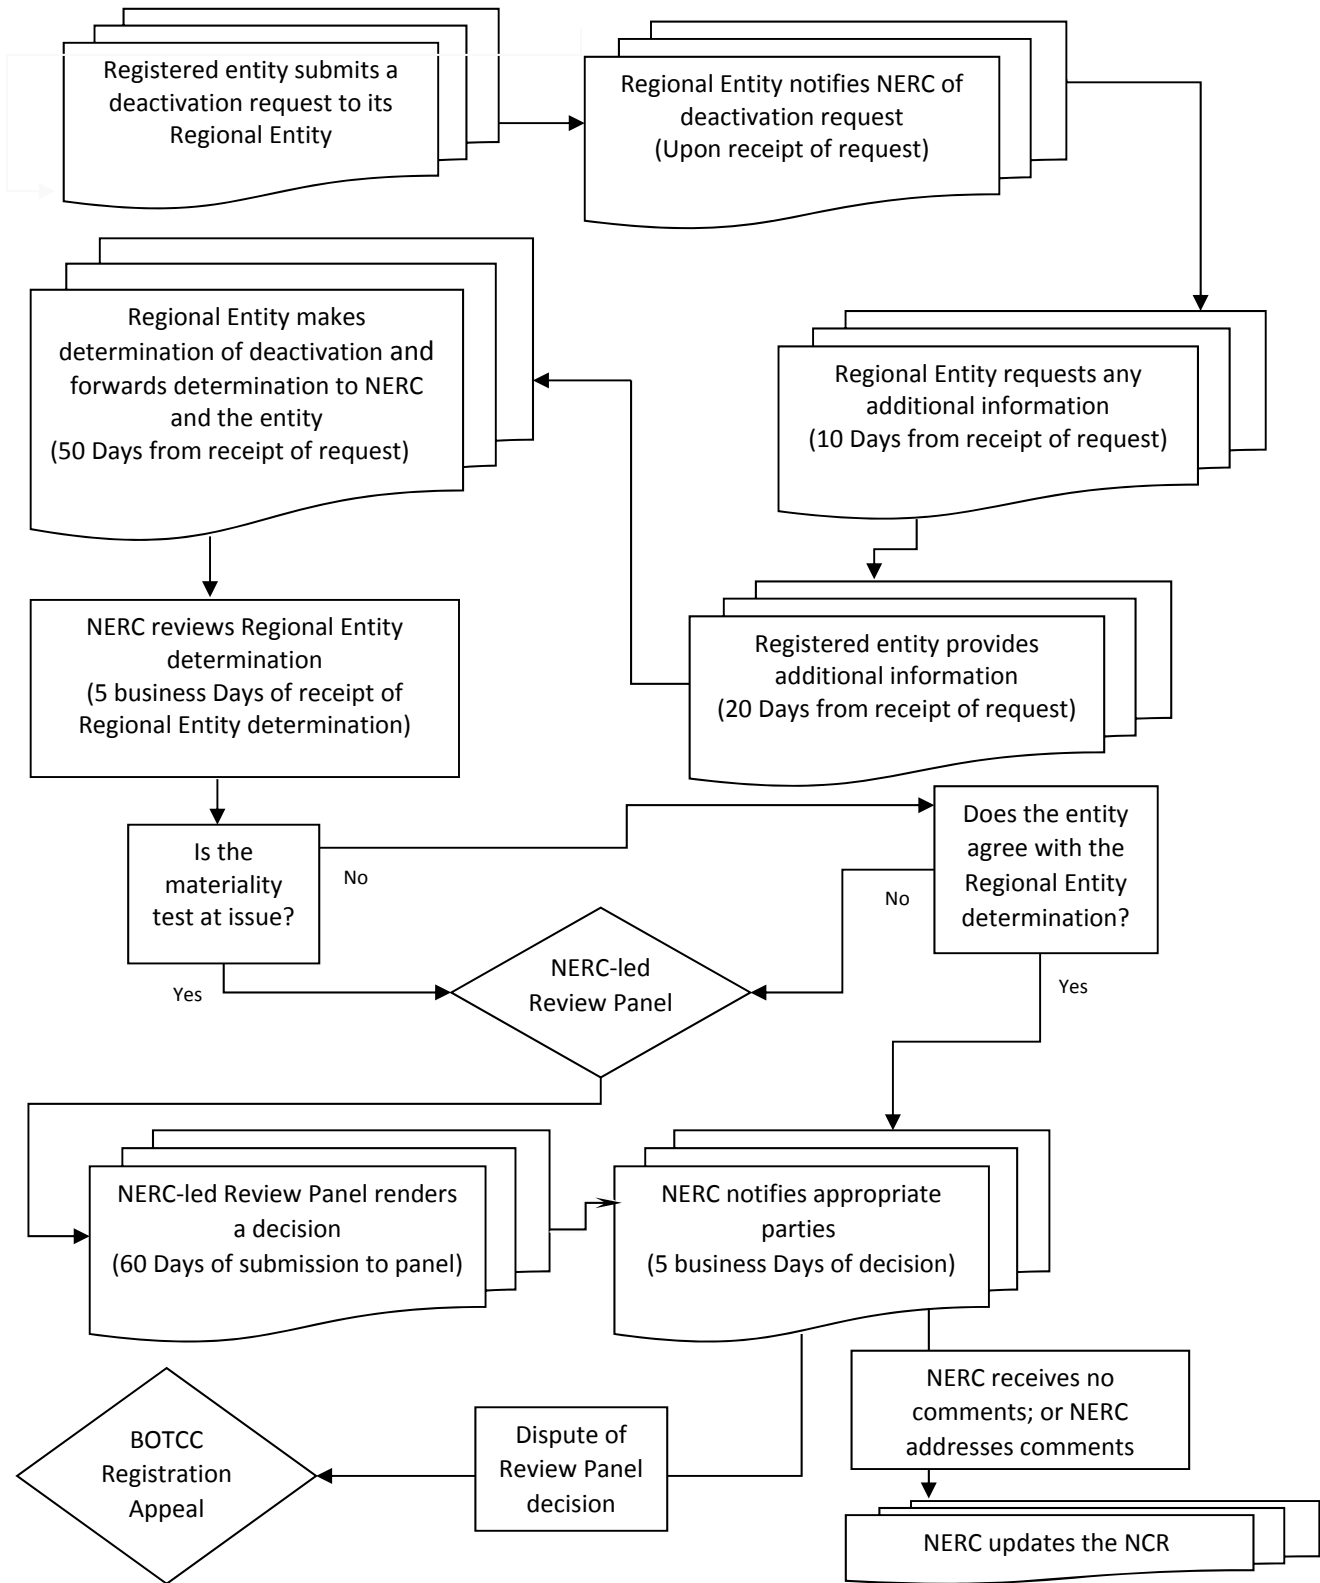 Registered entity submits a
deactivation request to its
Regional Entity
Regional Entity notifies NERC of
deactivation request
(Upon receipt of request)
Regional Entity requests any
additional information
(10 Days from receipt of request)
Registered entity provides
additional information
(20 Days from receipt of request)
Regional Entity makes
determination of deactivation and
forwards determination to NERC
and the entity
(50 Days from receipt of request)
NERC reviews Regional Entity
determination
(5 business Days of receipt of
Regional Entity determination)
Is the
materiality
test at issue?
No
Yes
Does the entity
agree with the
Regional Entity
determination?
No
Yes
NERC-led
Review Panel
NERC-led Review Panel renders
a decision
(60 Days of submission to panel)
NERC notifies appropriate
parties
(5 business Days of decision)
Dispute of
Review Panel
decision
BOTCC
Registration
Appeal
NERC receives no
comments; or NERC
addresses comments
NERC updates the NCR